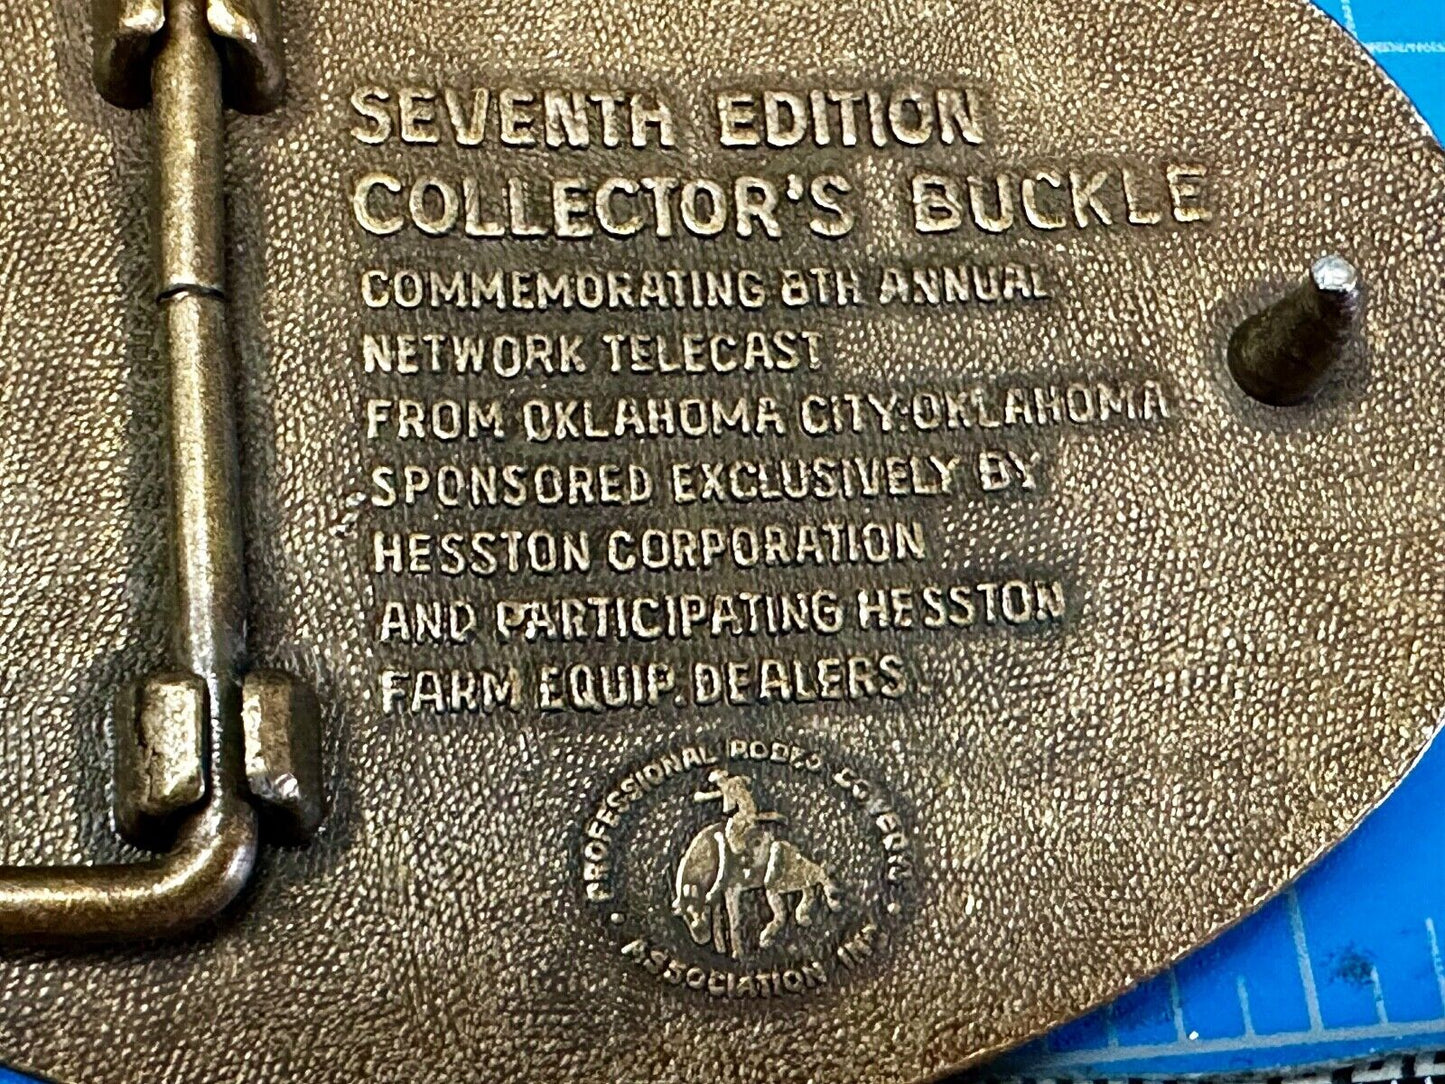 SEVENTH EDITION
COLLECTOR'S BUCKLE
COMMEMORATING 8TH ANNUAL
NETWORK TELECAST
FROM OKLAHOMA CITY, OKLAHOMA
SPONSORED EXCLUSIVELY BY
HESSTON CORPORATION
AND PARTICIPATING HESSTON
FARM EQUIP. DEALERS
PROFESSIONAL RODEO COWBOYS
ASSOCIATION INC.